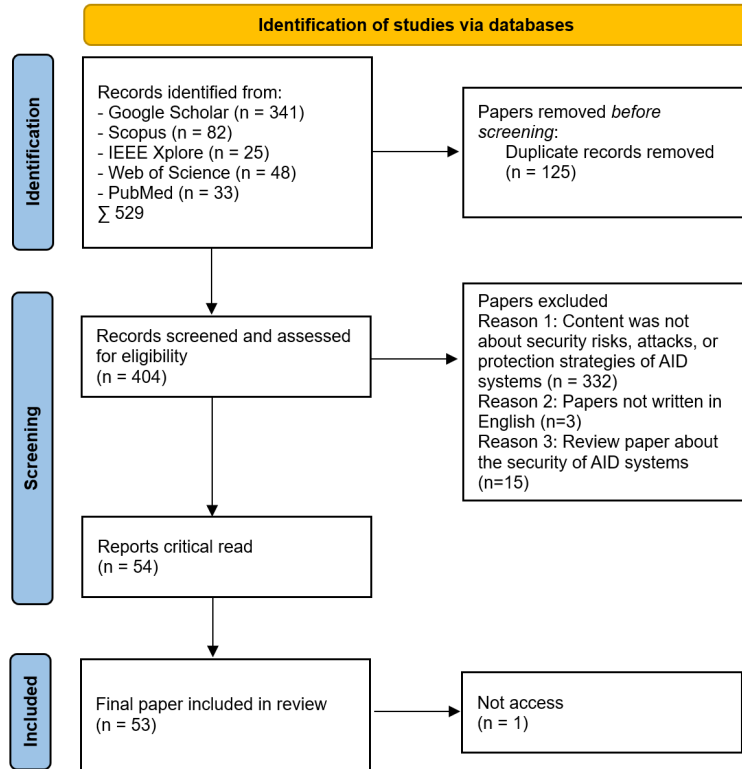 Identification of studies via databases
Identification
Records identified from:
- Google Scholar (n = 341)
- Scopus (n = 82)
- IEEE Xplore (n = 25)
- Web of Science (n = 48)
- PubMed (n = 33)
∑ 529
Papers removed before
screening:
Duplicate records removed
(n = 125)
Screening
Records screened and assessed
for eligibility
(n = 404)
Papers excluded
Reason 1: Content was not
about security risks, attacks, or
protection strategies of AID
systems (n = 332)
Reason 2: Papers not written in
English (n=3)
Reason 3: Review paper about
the security of AID systems
(n=15)
Reports critical read
(n = 54)
Included
Final paper included in review
(n = 53)
Not access
(n = 1)